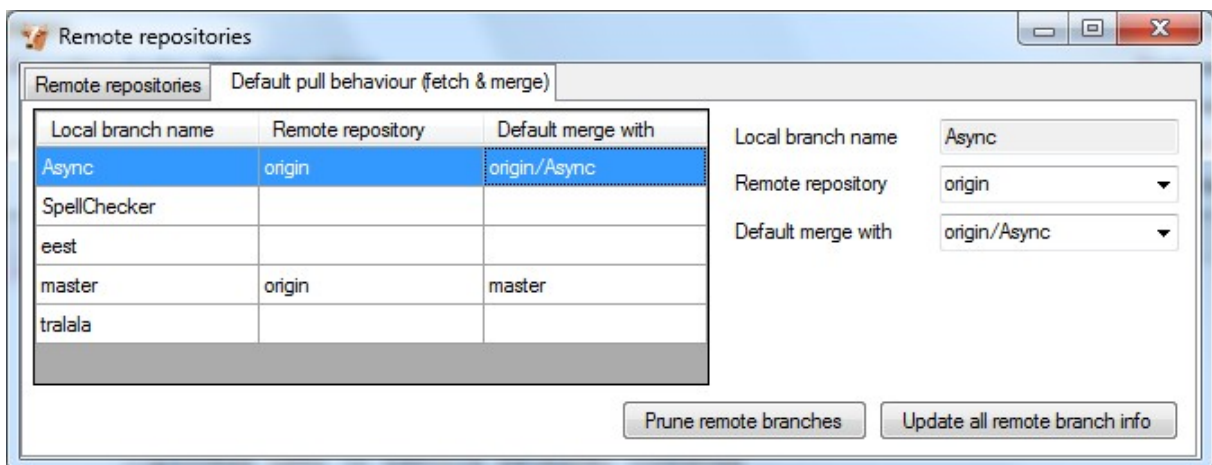 Remote repositories
Remote repositories Default pull behaviour (fetch & merge)
Local branch name Remote repository Default merge with
Async origin origin/Async
SpellChecker
eest
master origin master
tralala
Local branch name Async
Remote repository origin
Default merge with origin/Async
Prune remote branches Update all remote branch info